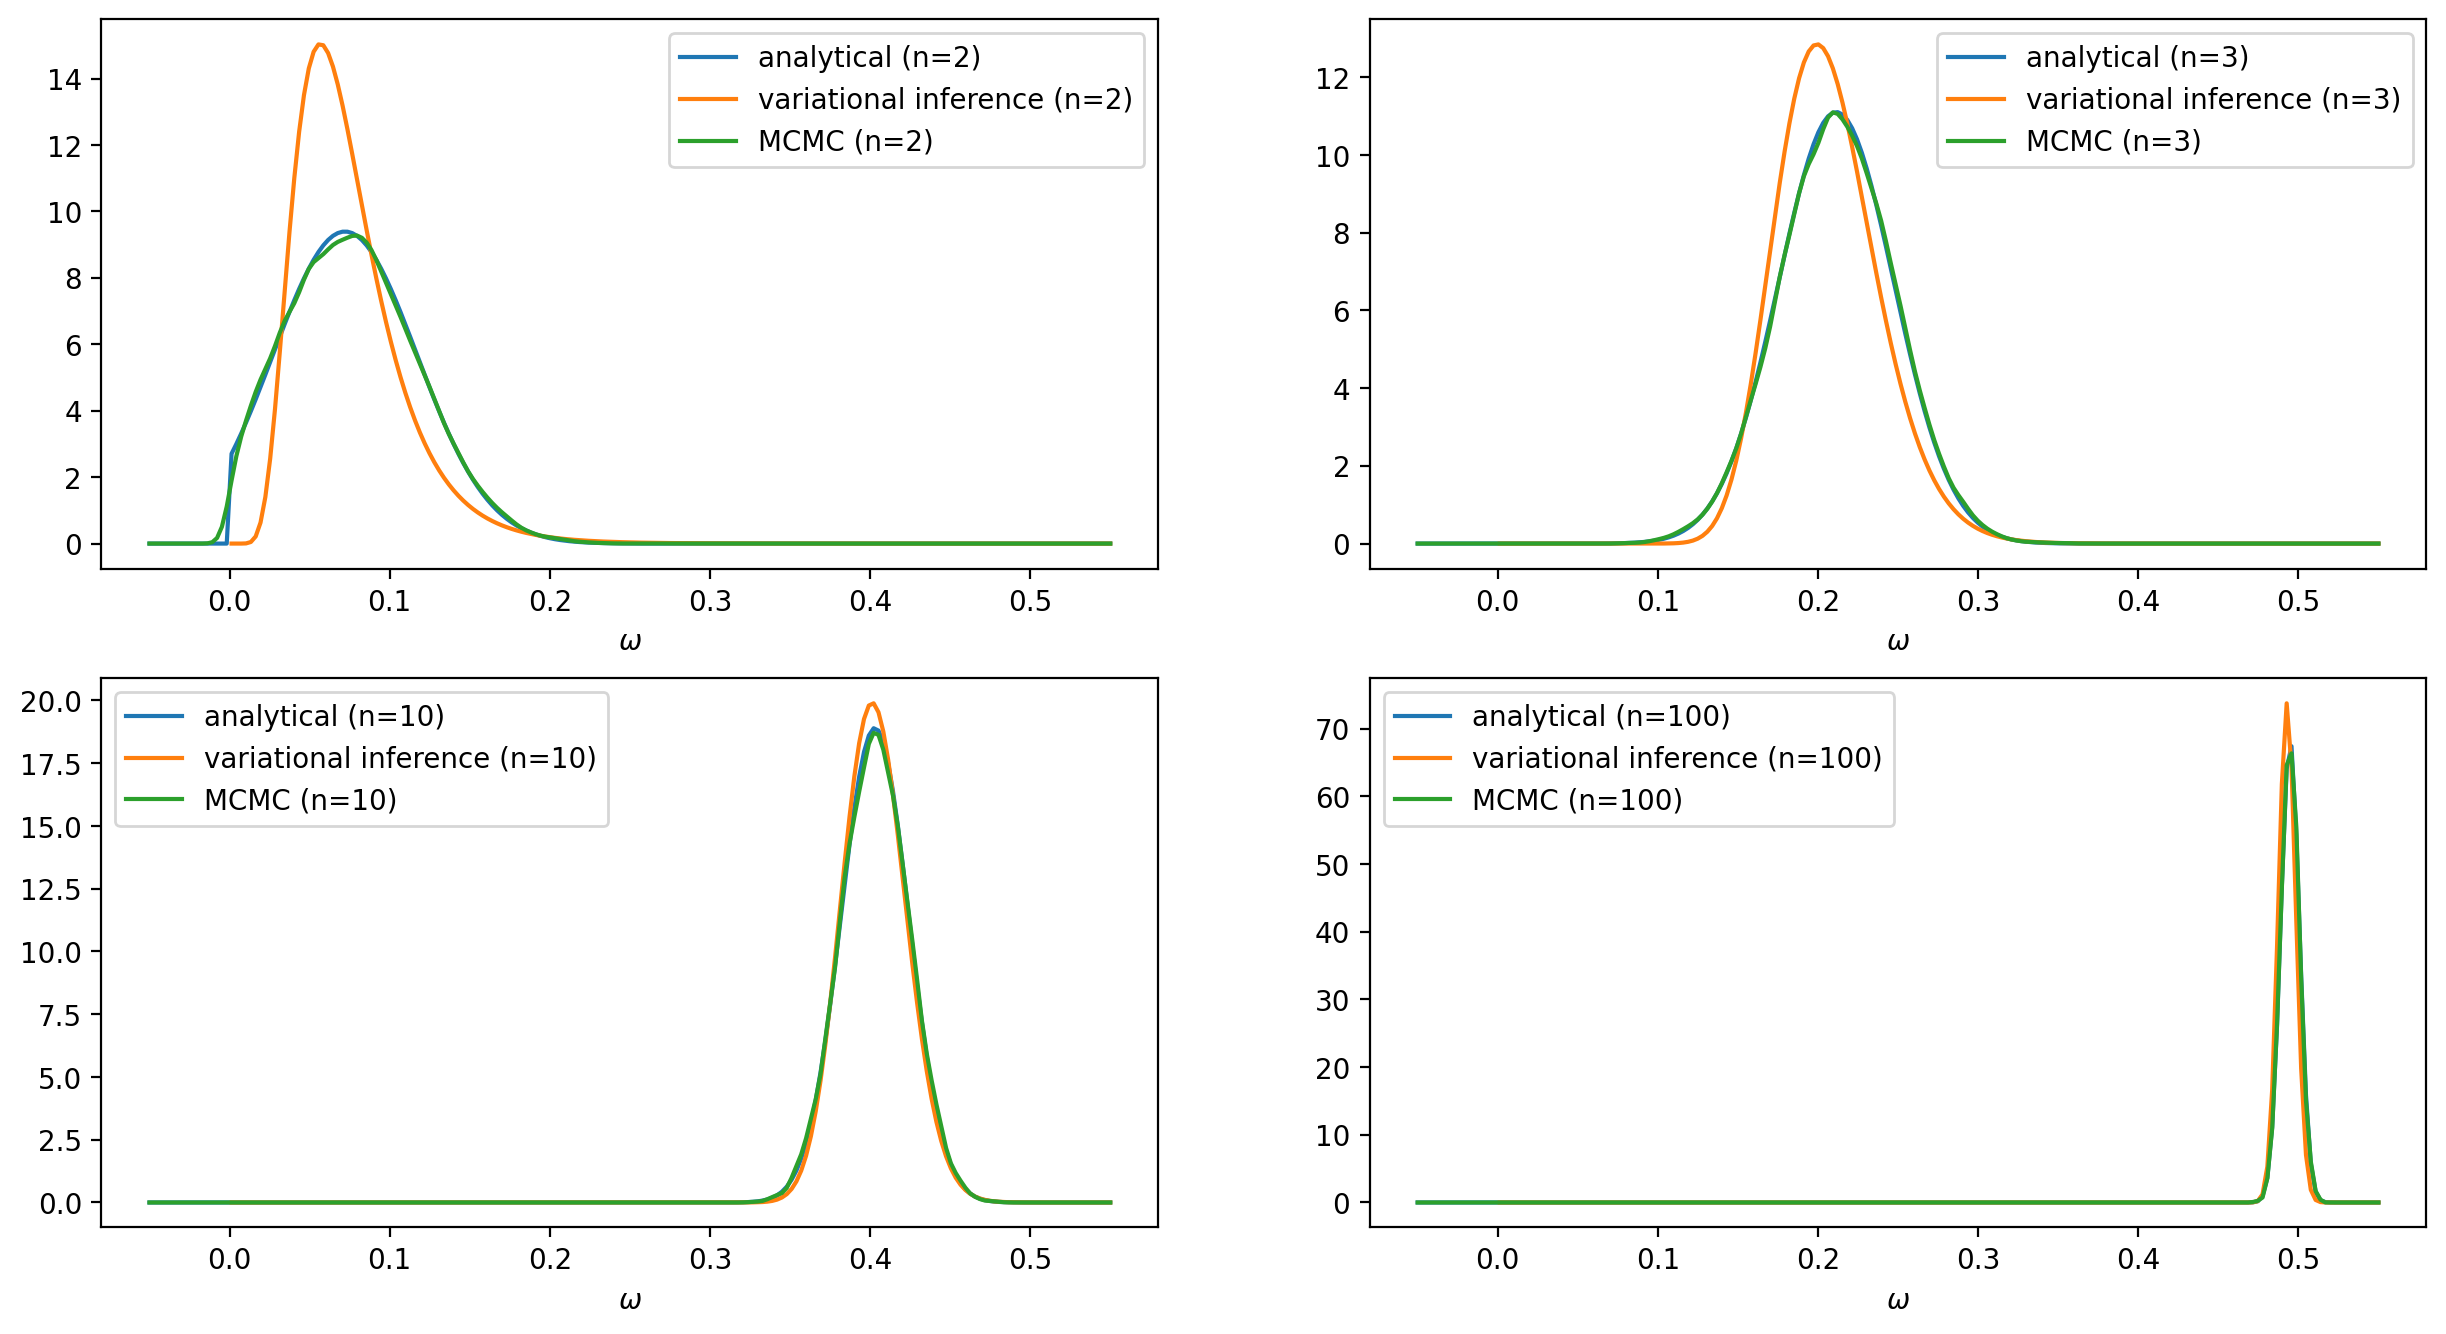 analytical (n=2)
variational inference (n=2)
MCMC (n=2)
14
12
10
8
6
4
2
0
0.0 0.1 0.2 0.3 0.4 0.5
ω
analytical (n=3)
variational inference (n=3)
MCMC (n=3)
12
10
8
6
4
2
0
0.0 0.1 0.2 0.3 0.4 0.5
ω
analytical (n=10)
variational inference (n=10)
MCMC (n=10)
20.0
17.5
15.0
12.5
10.0
7.5
5.0
2.5
0.0
0.0 0.1 0.2 0.3 0.4 0.5
ω
analytical (n=100)
variational inference (n=100)
MCMC (n=100)
70
60
50
40
30
20
10
0
0.0 0.1 0.2 0.3 0.4 0.5
ω